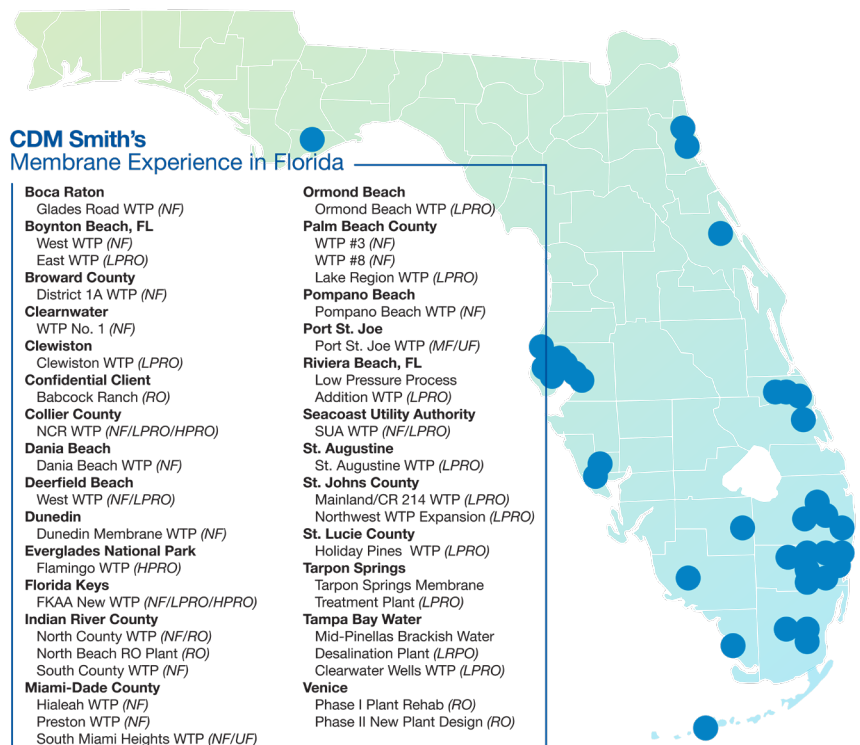 CDM Smith's
Membrane Experience in Florida
Boca Raton
Glades Road WTP (NF)
Boynton Beach, FL
West WTP (NF)
East WTP (LPRO)
Broward County
District 1A WTP (NF)
Clearnwater
WTP No. 1 (NF)
Clewiston
Clewiston WTP (LPRO)
Confidential Client
Babcock Ranch (RO)
Collier County
NCR WTP (NF/LPRO/HPRO)
Dania Beach
Dania Beach WTP (NF)
Deerfield Beach
West WTP (NF/LPRO)
Dunedin
Dunedin Membrane WTP (NF)
Everglades National Park
Flamingo WTP (HPRO)
Florida Keys
FKAA New WTP (NF/LPRO/HPRO)
Indian River County
North County WTP (NF/RO)
North Beach RO Plant (RO)
South County WTP (NF)
Miami-Dade County
Hialeah WTP (NF)
Preston WTP (NF)
South Miami Heights WTP (NF/UF)
Ormond Beach
Ormond Beach WTP (LPRO)
Palm Beach County
WTP #3 (NF)
WTP #8 (NF)
Lake Region WTP (LPRO)
Pompano Beach
Pompano Beach WTP (NF)
Port St. Joe
Port St. Joe WTP (MF/UF)
Riviera Beach, FL
Low Pressure Process
Addition WTP (LPRO)
Seacoast Utility Authority
SUA WTP (NF/LPRO)
St. Augustine
St. Augustine WTP (LPRO)
St. Johns County
Mainland/CR 214 WTP (LPRO)
Northwest WTP Expansion (LPRO)
St. Lucie County
Holiday Pines WTP (LPRO)
Tarpon Springs
Tarpon Springs Membrane
Treatment Plant (LPRO)
Tampa Bay Water
Mid-Pinellas Brackish Water
Desalination Plant (LRPO)
Clearwater Wells WTP (LPRO)
Venice
Phase I Plant Rehab (RO)
Phase II New Plant Design (RO)